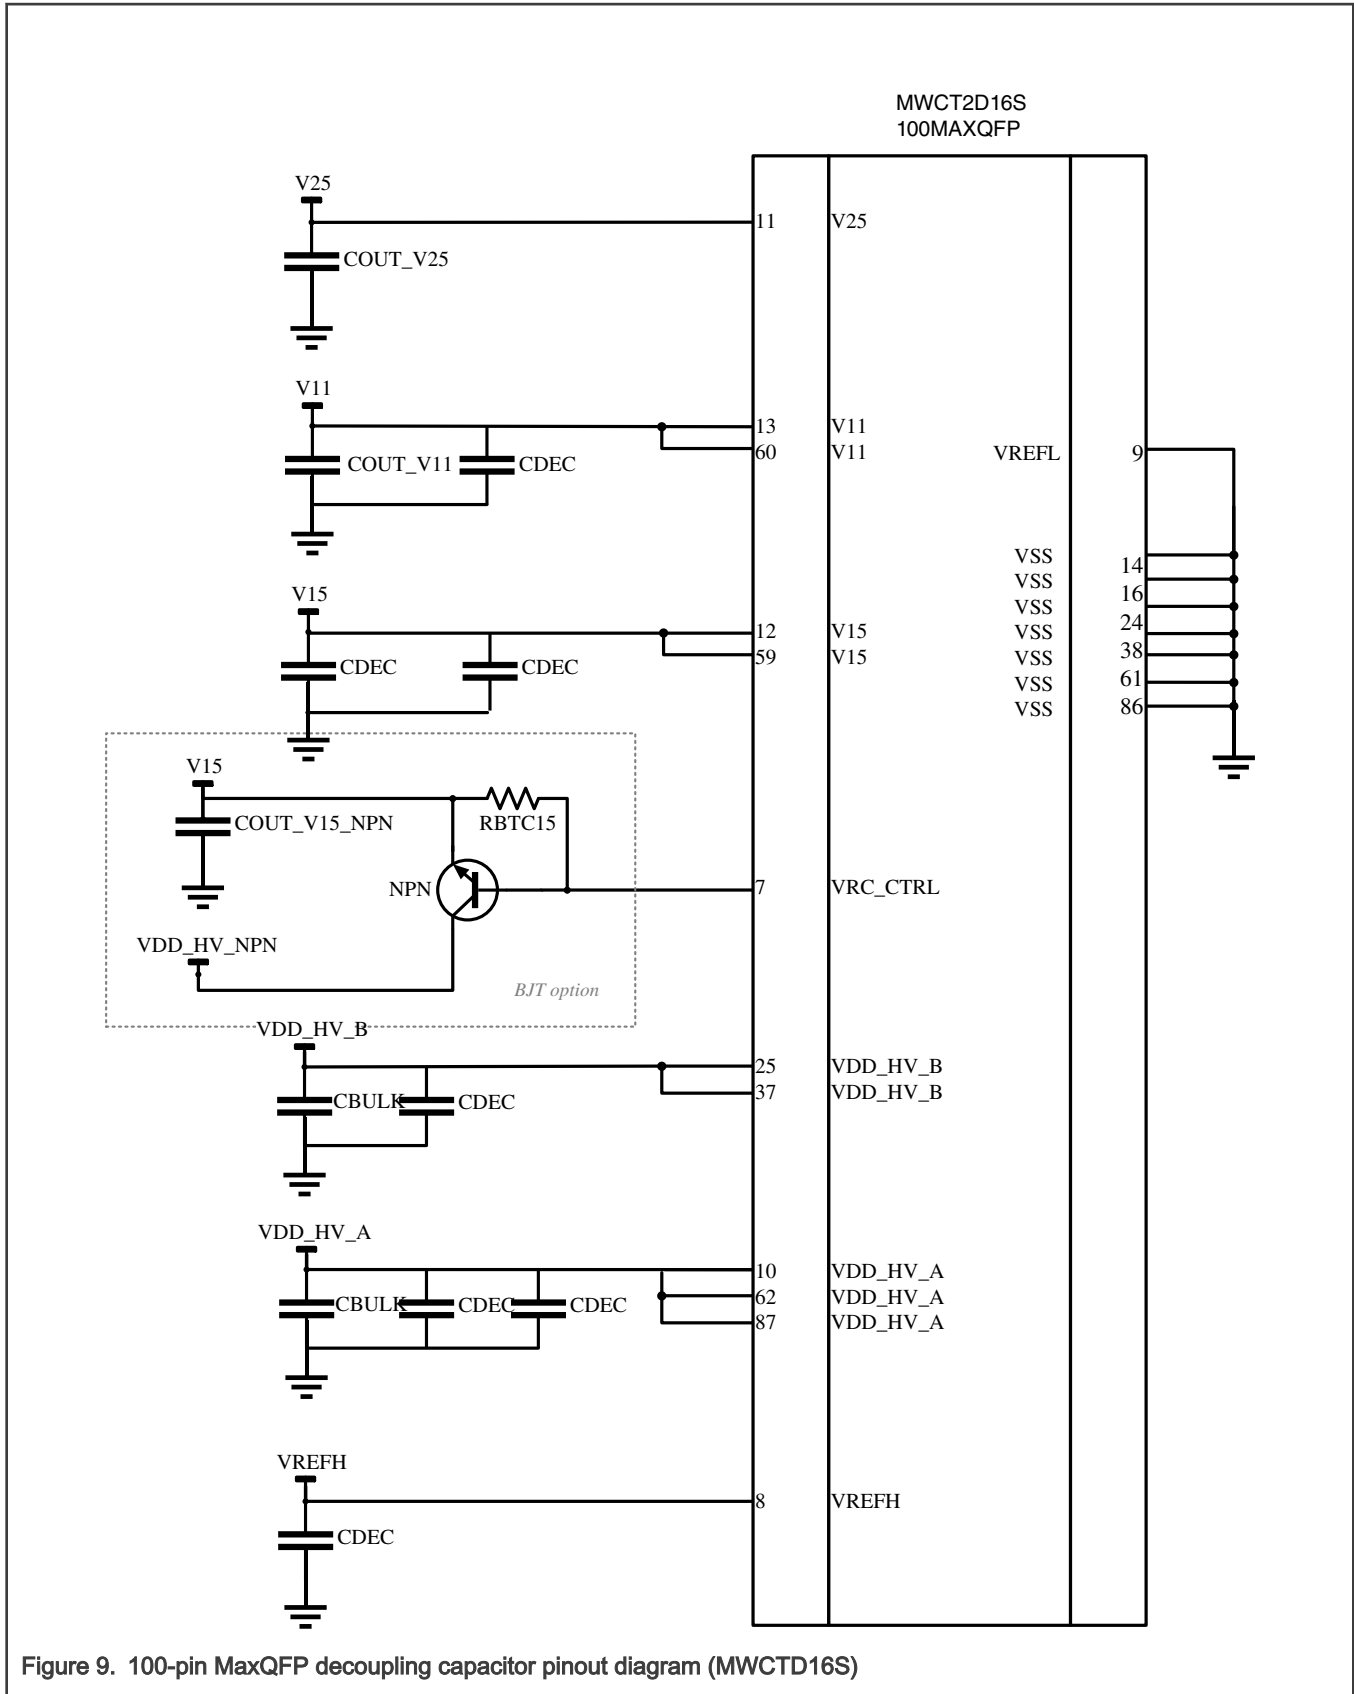 MWCT2D16S
100MAXQFP
V25
11 V25
COUT_V25
V11
13 V11
60 V11
COUT_V11 CDEC
VREFL 9
VSS
14
VSS
16
VSS
24
VSS
38
VSS
61
VSS
86
VSS
V15
12 V15
59 V15
CDEC CDEC
V15
COUT_V15_NPN
RBTC15
NPN
7 VRC_CTRL
VDD_HV_NPN
BJT option
VDD_HV_B
25 VDD_HV_B
37 VDD_HV_B
CBULK CDEC
VDD_HV_A
10 VDD_HV_A
62 VDD_HV_A
87 VDD_HV_A
CBULK CDEC CDEC
VREFH
8 VREFH
CDEC
Figure 9. 100-pin MaxQFP decoupling capacitor pinout diagram (MWCTD16S)